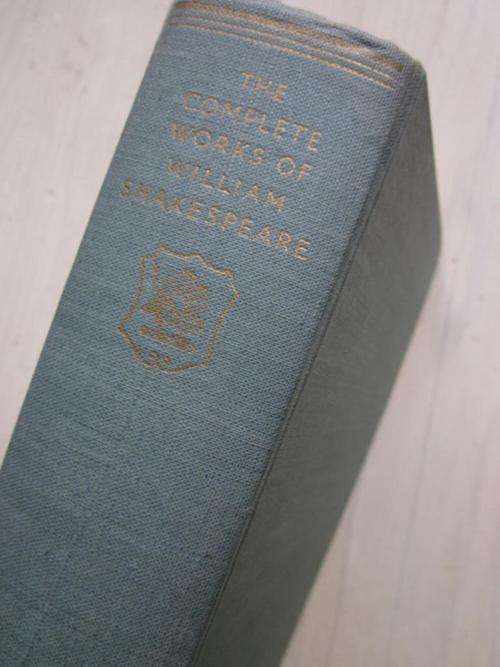 THE
COMPLETE
WORKS OF
WILLIAM
SHAKESPEARE